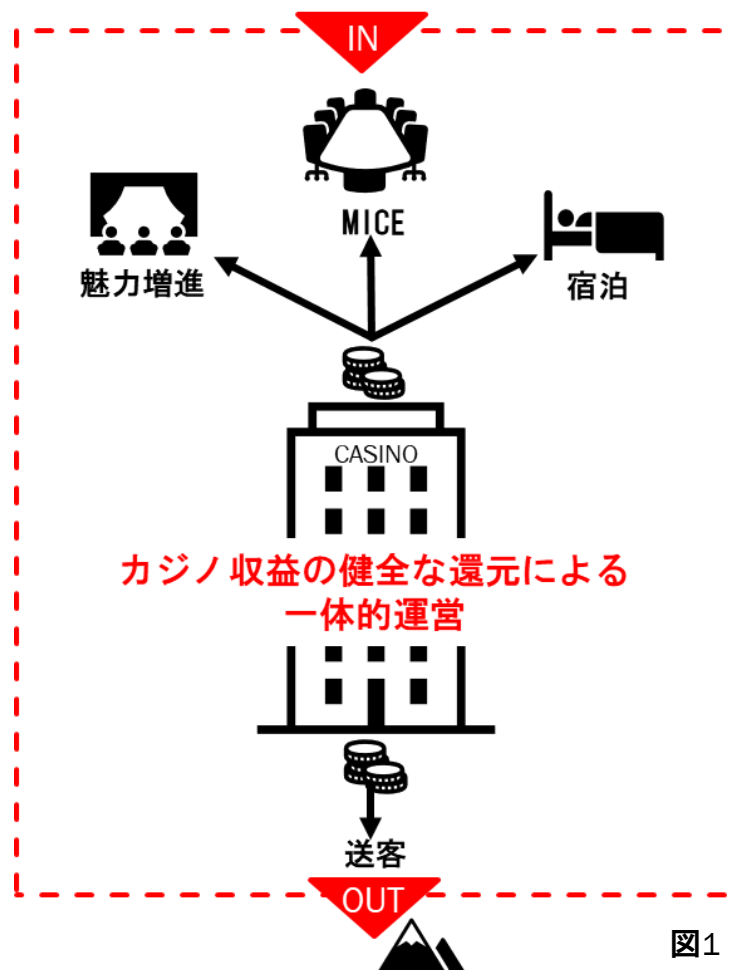 IN
MICE
魅力増進
宿泊
CASINO
カジノ収益の健全な還元による
一体的運営
送客
OUT
図1